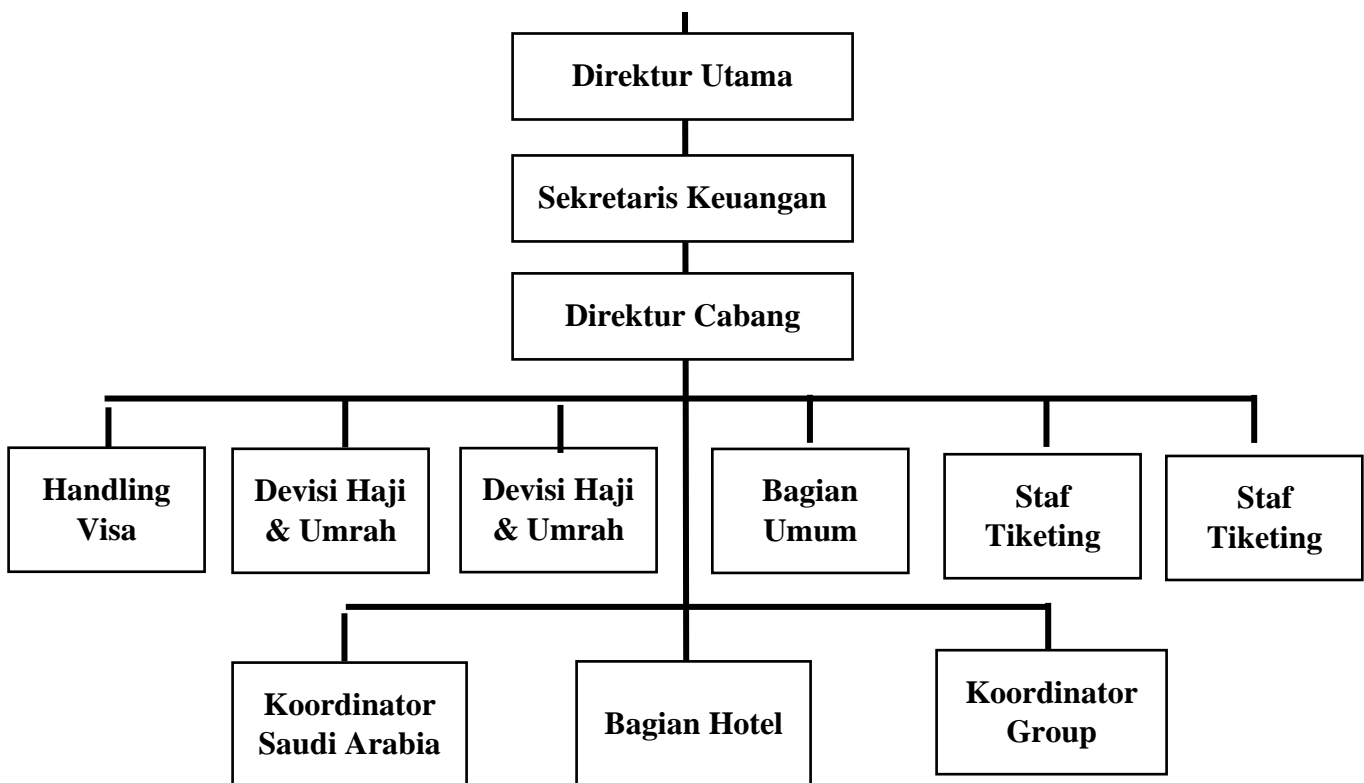 Direktur Utama
Sekretaris Keuangan
Direktur Cabang
Handling
Visa
Devisi Haji
& Umrah
Devisi Haji
& Umrah
Bagian
Umum
Staf
Tiketing
Staf
Tiketing
Koordinator
Saudi Arabia
Bagian Hotel
Koordinator
Group